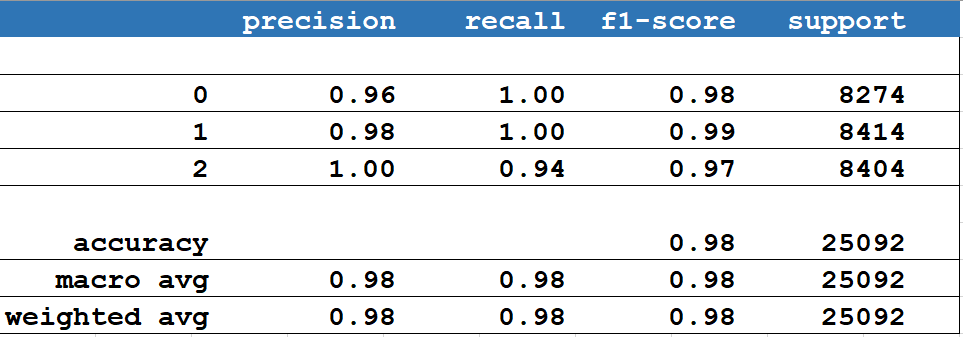 precision recall f1-score support
0 0.96 1.00 0.98 8274
1 0.98 1.00 0.99 8414
2 1.00 0.94 0.97 8404
accuracy 0.98 25092
macro avg 0.98 0.98 0.98 25092
weighted avg 0.98 0.98 0.98 25092